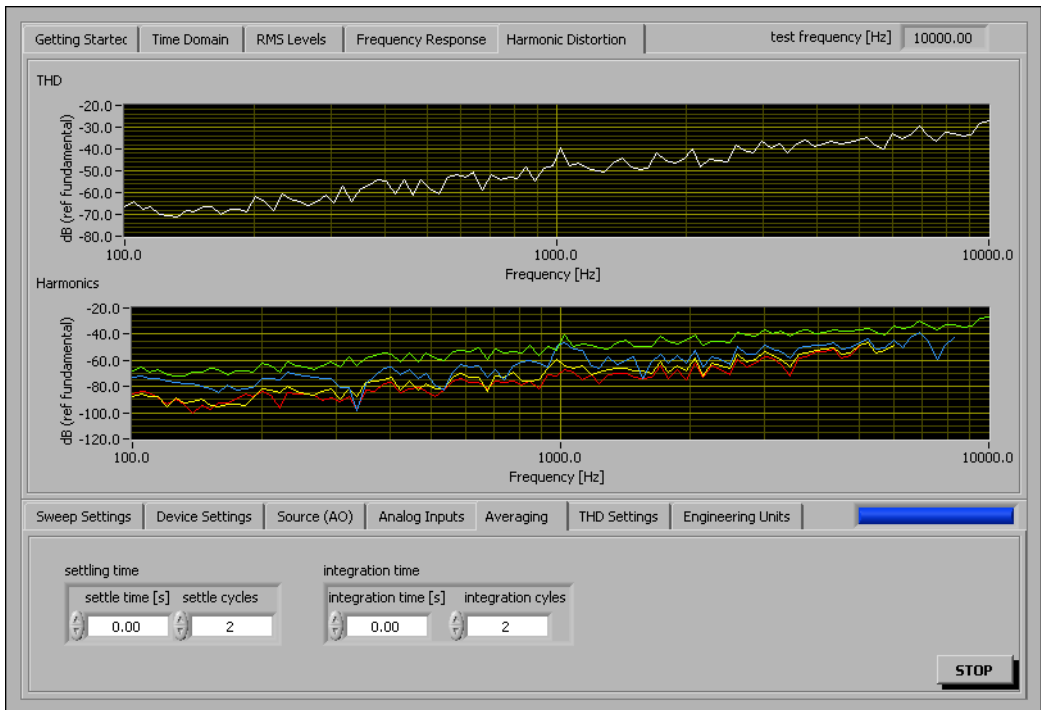 Getting Startec Time Domain RMS Levels Frequency Response Harmonic Distortion test frequency [Hz] 10000.00
THD
dB (ref fundamental)
-20.0
-30.0
-40.0
-50.0
-60.0
-70.0
-80.0
100.0 1000.0 10000.0
Frequency [Hz]
Harmonics
dB (ref fundamental)
-20.0
-40.0
-60.0
-80.0
-100.0
-120.0
100.0 1000.0 10000.0
Frequency [Hz]
Sweep Settings Device Settings Source (AO) Analog Inputs Averaging THD Settings Engineering Units
settling time integration time
settle time [s] settle cycles integration time [s] integration cyles
0.00 2 0.00 2
STOP